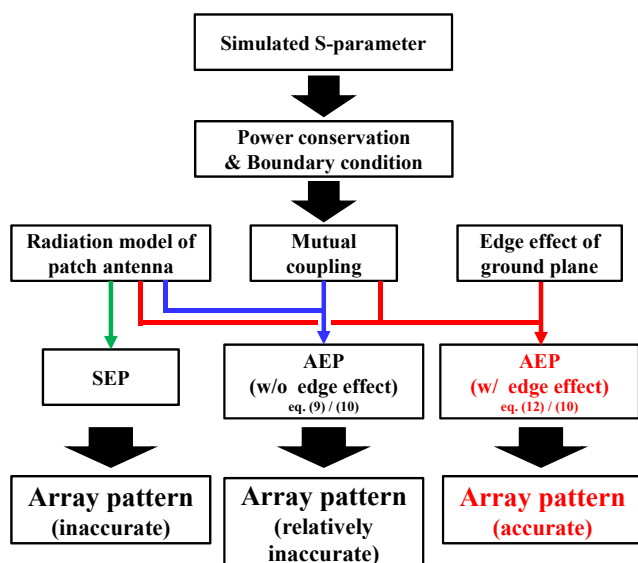 Simulated S-parameter
Power conservation
& Boundary condition
Radiation model of
patch antenna
Mutual
coupling
Edge effect of
ground plane
SEP
AEP
(w/o edge effect)
eq. (9) / (10)
AEP
(w/ edge effect)
eq. (12) / (10)
Array pattern
(inaccurate)
Array pattern
(relatively
inaccurate)
Array pattern
(accurate)